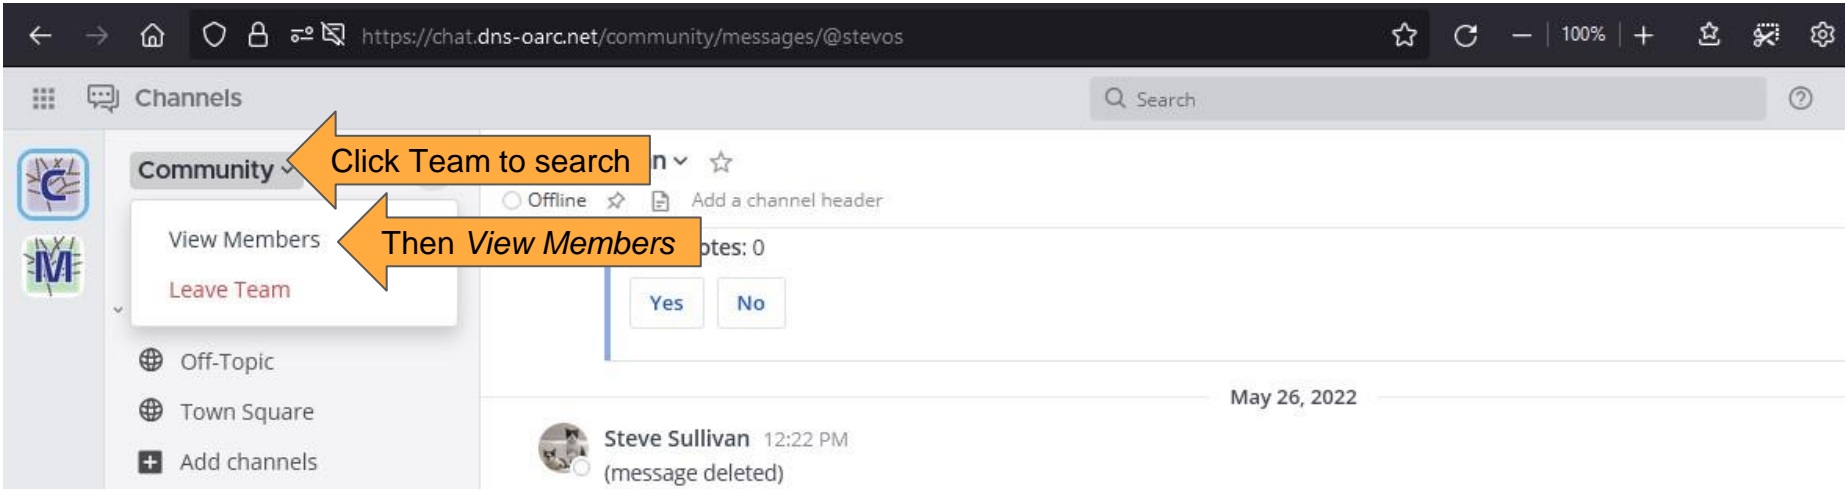 https://chat.dns-oarc.net/community/messages/@stevos
100%
Channels
Search
C
Community
Click Team to search
n
Offline
Add a channel header
View Members
Then View Members
otes: 0
M
Leave Team
Yes
No
Off-Topic
May 26, 2022
Town Square
Steve Sullivan 12:22 PM
Add channels
(message deleted)